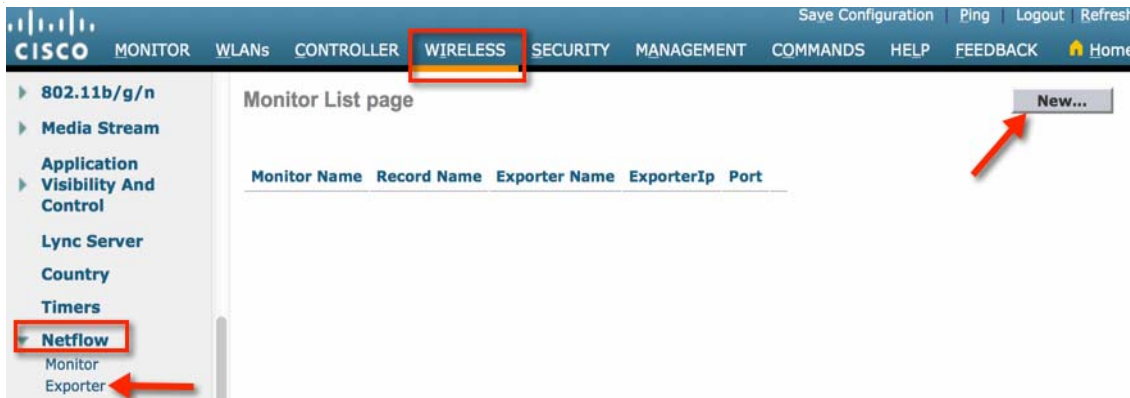 Save Configuration | Ping | Logout | Refresh
CISCO MONITOR WLANs CONTROLLER WIRELESS SECURITY MANAGEMENT COMMANDS HELP FEEDBACK Home
802.11b/g/n
Media Stream
Application
Visibility And
Control
Lync Server
Country
Timers
Netflow
Monitor
Exporter
Monitor List page
New...
Monitor Name Record Name Exporter Name ExporterIp Port